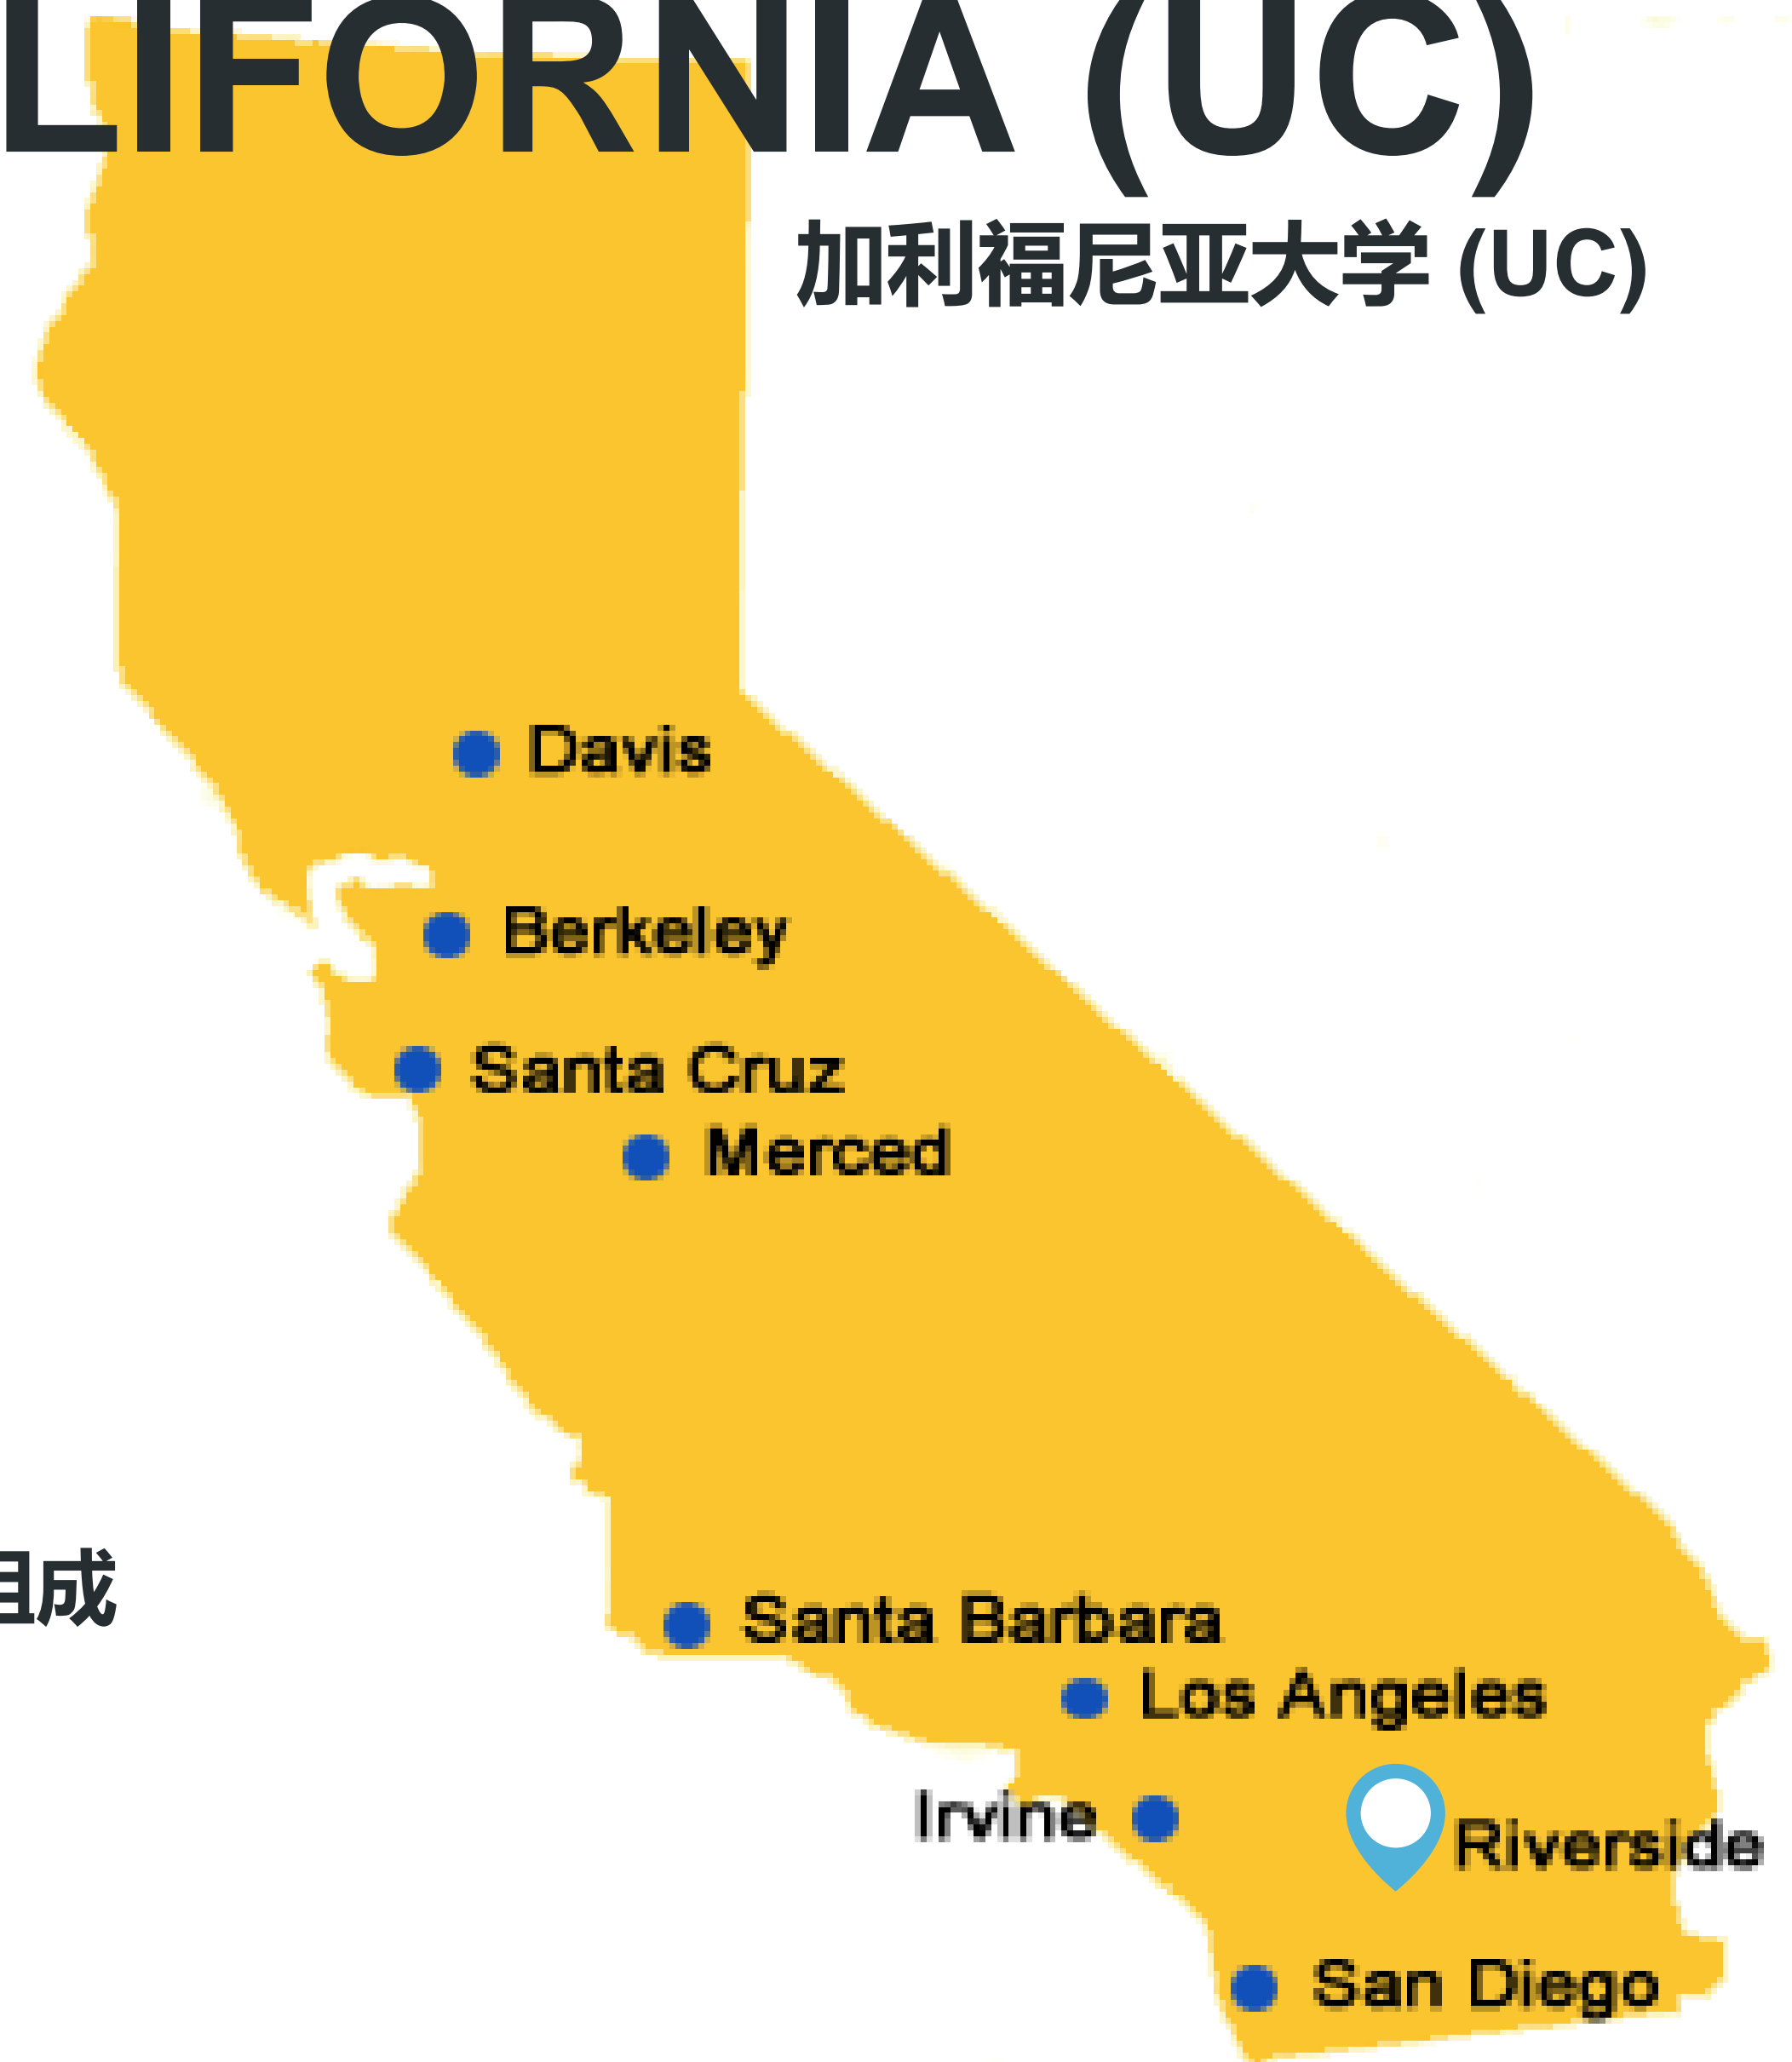 LIFORNIA (UC)
加利福尼亚大学 (UC)
Davis
Berkeley
Santa Cruz
Merced
组成
Santa Barbara
Los Angeles
Irvine
Riverside
San Diego